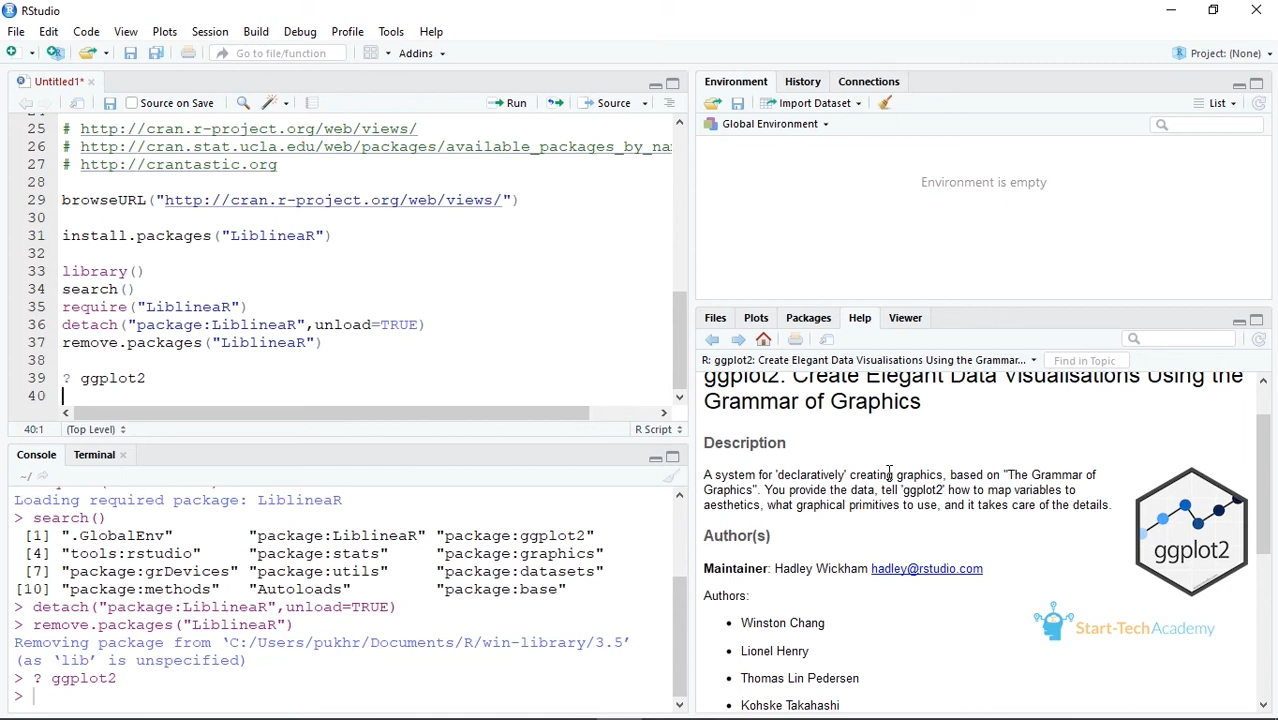 RStudio
File Edit Code View Plots Session Build Debug Profile Tools Help
Go to file/function Addins Project: (None)
Untitled1*
Source on Save Run Source
25 # http://cran.r-project.org/web/views/
26 # http://cran.stat.ucla.edu/web/packages/available_packages_by_na
27 # http://crantastic.org
28
29 browseURL("http://cran.r-project.org/web/views/")
30
31 install.packages("LiblineaR")
32
33 library()
34 search()
35 require("LiblineaR")
36 detach("package:LiblineaR",unload=TRUE)
37 remove.packages("LiblineaR")
38
39 ? ggplot2
40
40:1 (Top Level) R Script
Console Terminal
~/
Loading required package: LiblineaR
> search()
[1] ".GlobalEnv" "package:LiblineaR" "package:ggplot2"
[4] "tools:rstudio" "package:stats" "package:graphics"
[7] "package:grDevices" "package:utils" "package:datasets"
[10] "package:methods" "Autoloads" "package:base"
> detach("package:LiblineaR",unload=TRUE)
> remove.packages("LiblineaR")
Removing package from ‘C:/Users/pukhr/Documents/R/win-library/3.5’
(as ‘lib’ is unspecified)
> ? ggplot2
>
Environment History Connections
Import Dataset List
Global Environment
Environment is empty
Files Plots Packages Help Viewer
R: ggplot2: Create Elegant Data Visualisations Using the Grammar... Find in Topic
ggplot2: Create Elegant Data Visualisations Using the
Grammar of Graphics
Description
A system for 'declaratively' creating graphics, based on "The Grammar of
Graphics". You provide the data, tell 'ggplot2' how to map variables to
aesthetics, what graphical primitives to use, and it takes care of the details.
ggplot2
Author(s)
Maintainer: Hadley Wickham hadley@rstudio.com
Authors:
• Winston Chang
• Lionel Henry
• Thomas Lin Pedersen
• Kohske Takahashi
Start-TechAcademy